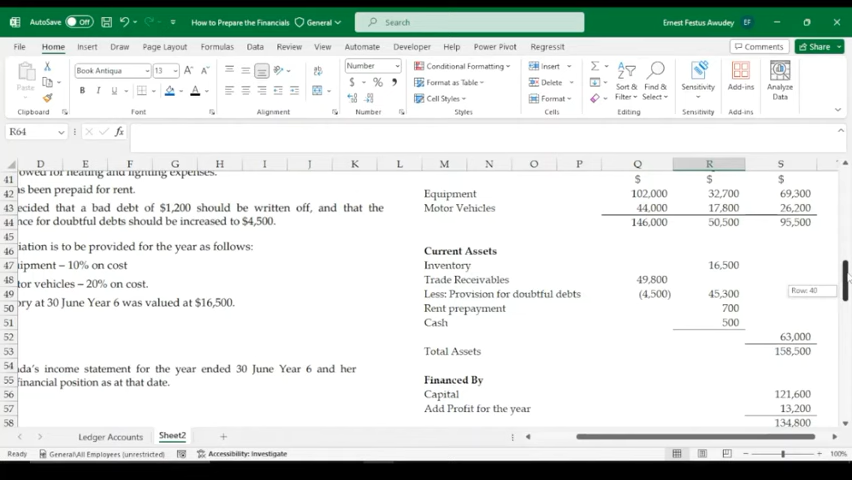 AutoSave Off How to Prepare the Financials General Search Ernest Festus Awudey EF
File Home Insert Draw Page Layout Formulas Data Review View Automate Developer Help Power Pivot Regressit Comments Share
Paste Book Antiqua 13 Number Conditional Formatting Format as Table Cell Styles Insert Delete Format Sort & Filter Find & Select Sensitivity Add-ins Analyze Data
Clipboard Font Alignment Number Styles Cells Editing Sensitivity Add-ins
R64 fx
D E F G H I J K L M N O P Q R S
41 owed for heating and lighting expenses. $ $ $
42 as been prepaid for rent. Equipment 102,000 32,700 69,300
43 ecided that a bad debt of $1,200 should be written off, and that the Motor Vehicles 44,000 17,800 26,200
44 nce for doubtful debts should be increased to $4,500. 146,000 50,500 95,500
45
46 iation is to be provided for the year as follows: Current Assets
47 ipment – 10% on cost Inventory 16,500
48 tor vehicles – 20% on cost. Trade Receivables 49,800
49 ory at 30 June Year 6 was valued at $16,500. Less: Provision for doubtful debts (4,500) 45,300 Row: 40
50 Rent prepayment 700
51 Cash 500
52 63,000
53 Total Assets 158,500
54 ada's income statement for the year ended 30 June Year 6 and her
55 financial position as at that date. Financed By
56 Capital 121,600
57 Add Profit for the year 13,200
58 134,800
Ledger Accounts Sheet2
Ready General\All Employees (unrestricted) Accessibility: Investigate 100%